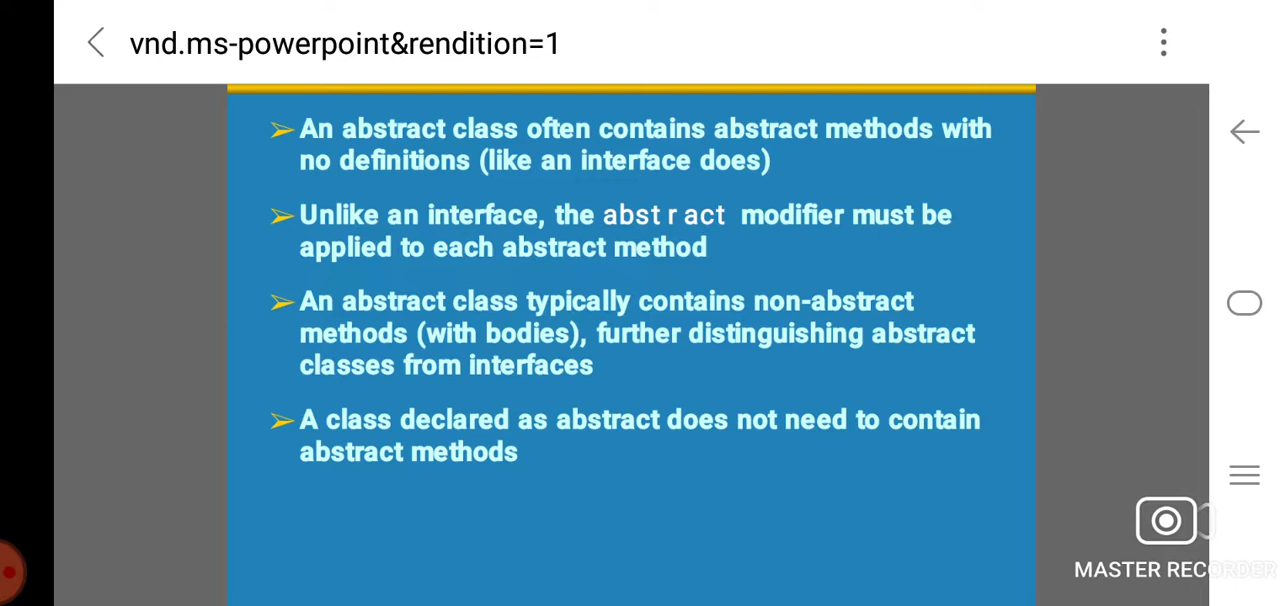 vnd.ms-powerpoint&rendition=1
➢ An abstract class often contains abstract methods with
no definitions (like an interface does)
➢ Unlike an interface, the abstract modifier must be
applied to each abstract method
➢ An abstract class typically contains non-abstract
methods (with bodies), further distinguishing abstract
classes from interfaces
➢ A class declared as abstract does not need to contain
abstract methods
MASTER RECORDER